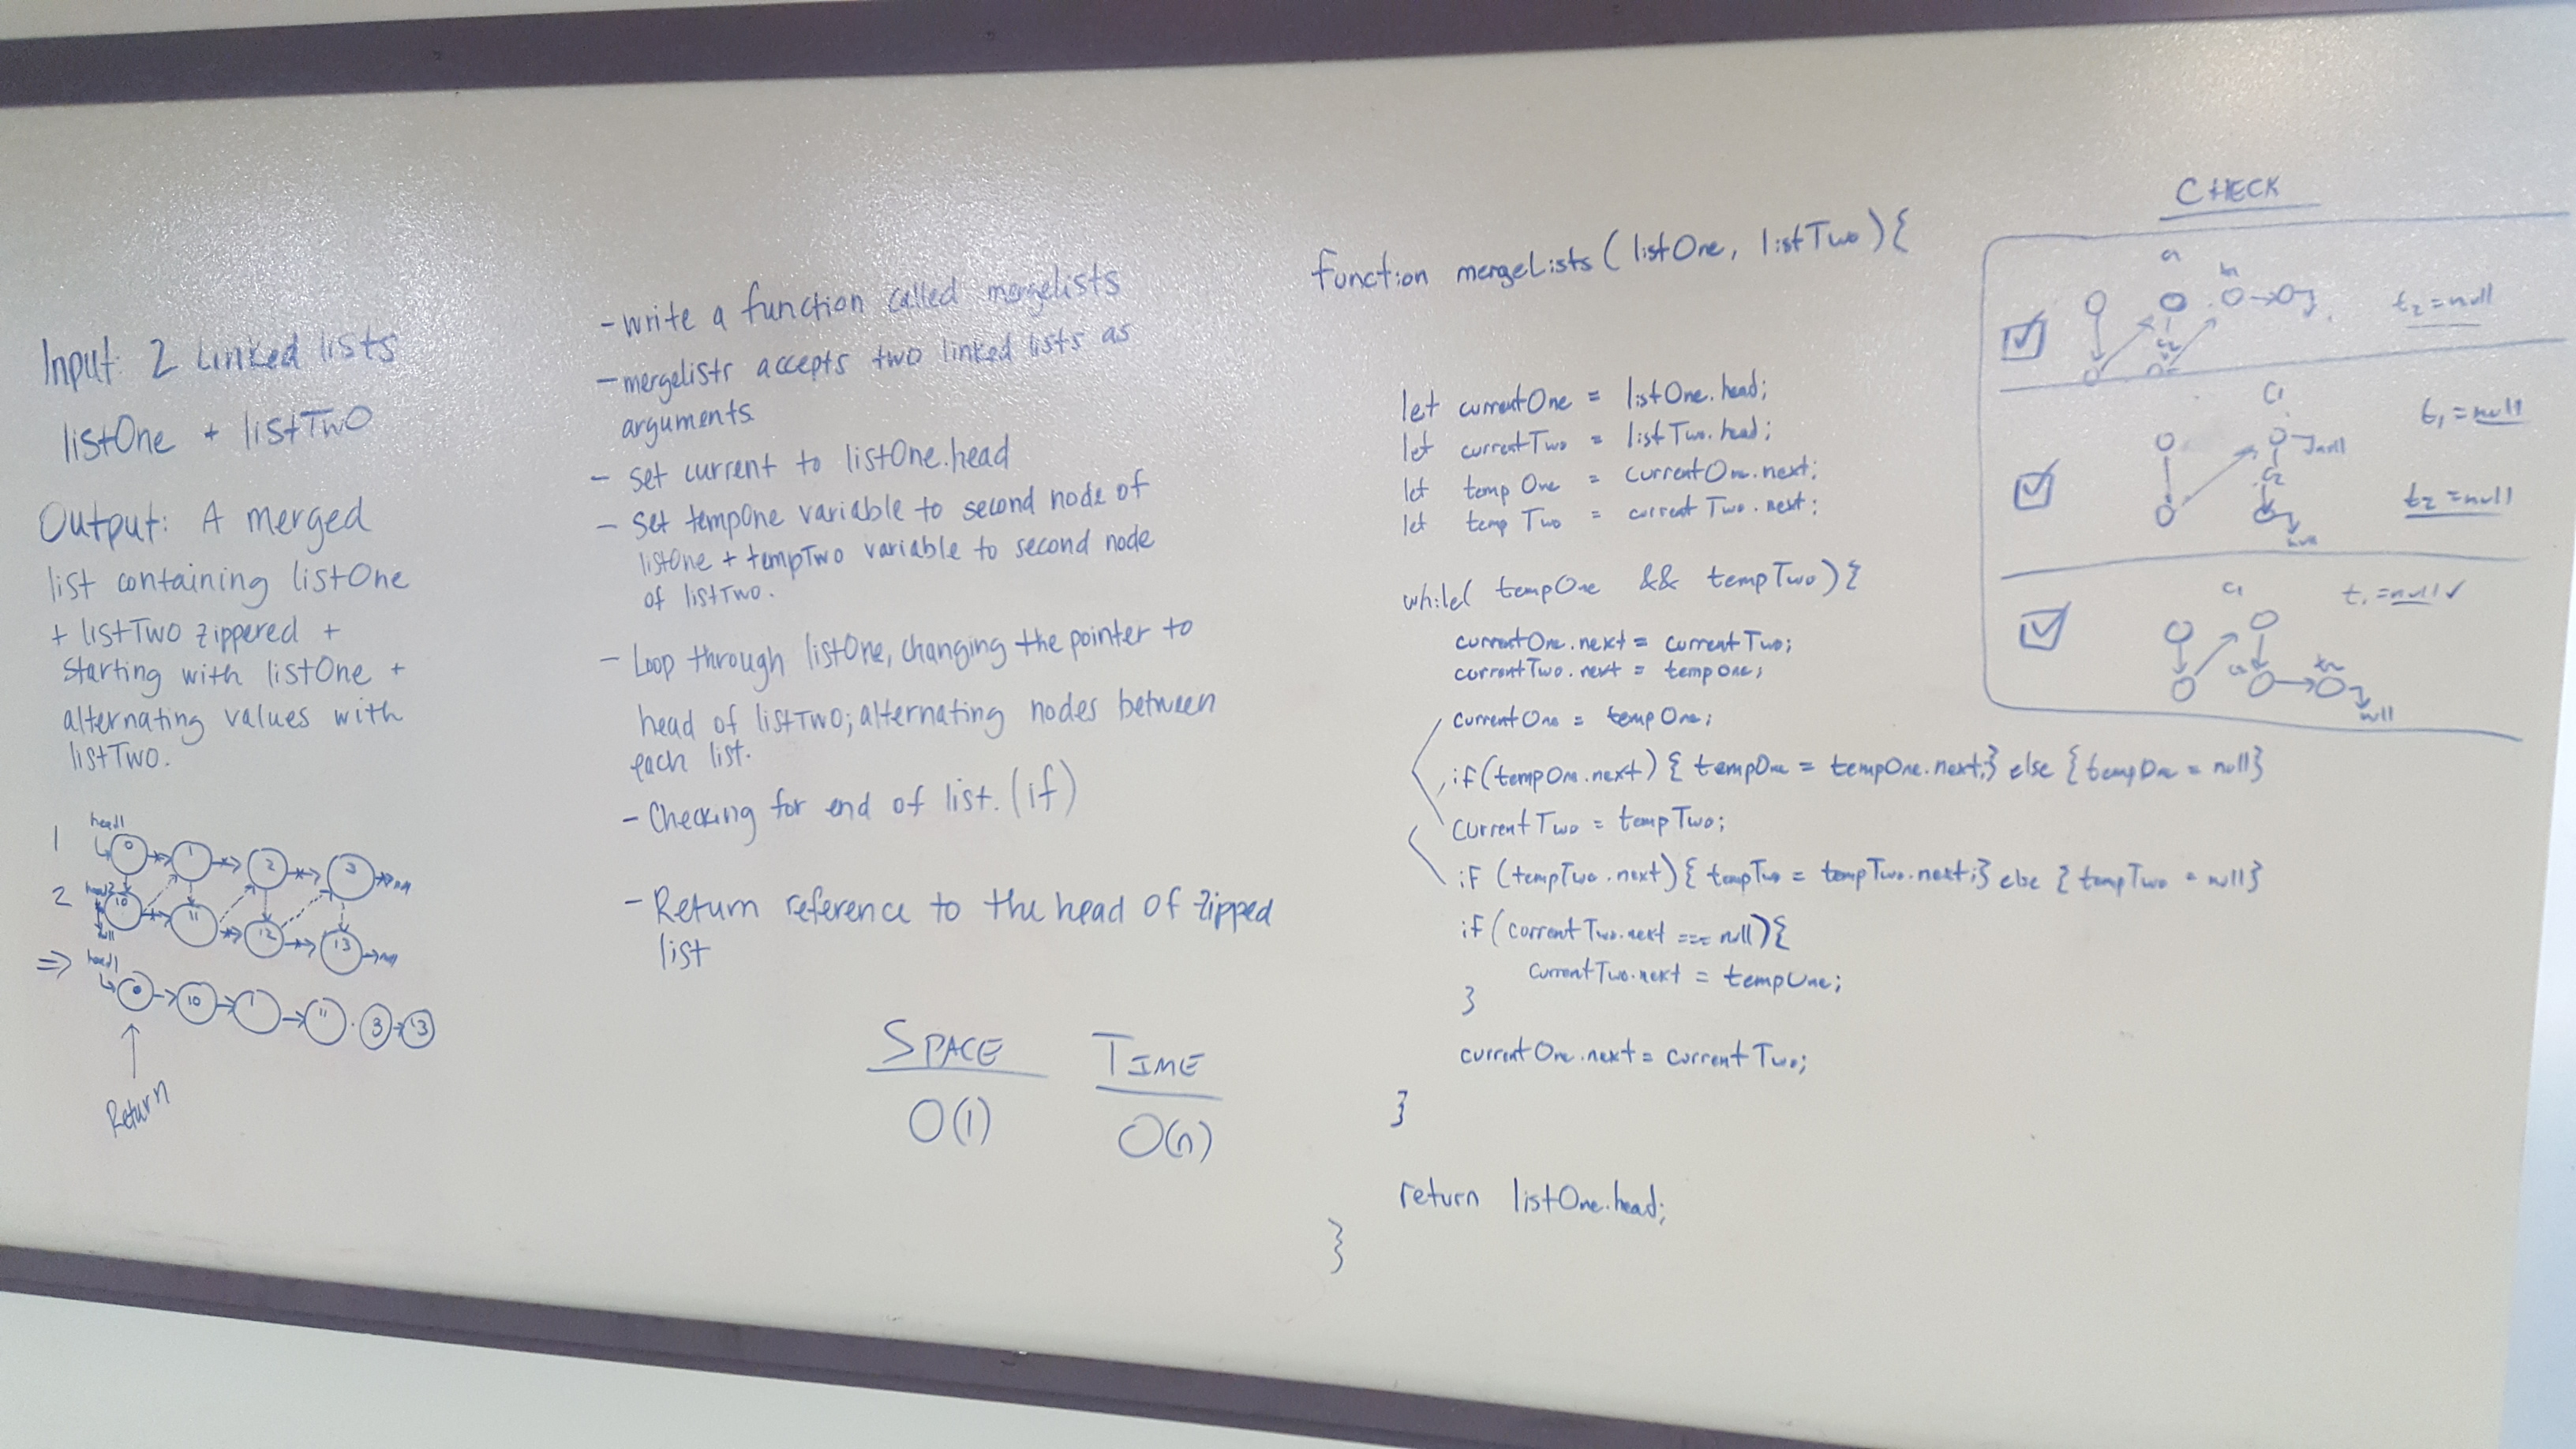 Input: 2 Linked lists
listOne + listTwo
Output: A merged
list containing listOne
+ listTwo zippered +
starting with listOne +
alternating values with
listTwo.
1
head1
0 1 2 3
2
head2
10 11 12 13
null
⇒
head1
0 10 1 11 3 13
Return
- write a function called mergelists
- mergelists accepts two linked lists as
arguments.
- set current to listOne.head
- Set tempOne variable to second node of
listOne + tempTwo variable to second node
of listTwo.
- Loop through listOne, changing the pointer to
head of listTwo; alternating nodes between
each list.
- Checking for end of list. (if)
- Return reference to the head of zipped
list
SPACE TIME
O(1) O(n)
function mergeLists (listOne, listTwo){
let currentOne = listOne.head;
let currentTwo = listTwo.head;
let tempOne = currentOne.next;
let tempTwo = currentTwo.next;
while( tempOne && tempTwo){
currentOne.next = currentTwo;
currentTwo.next = tempOne;
currentOne = tempOne;
if(tempOne.next) { tempOne = tempOne.next;} else {tempOne = null}
currentTwo = tempTwo;
if (tempTwo.next) { tempTwo = tempTwo.next;} else { tempTwo = null}
if (currentTwo.next === null){
currentTwo.next = tempOne;
}
currentOne.next = currentTwo;
}
return listOne.head;
}
CHECK
t2 = null
c1
t1 = null
null
c2
t2 = null
null
c1
t1 = null ✓
t2
null